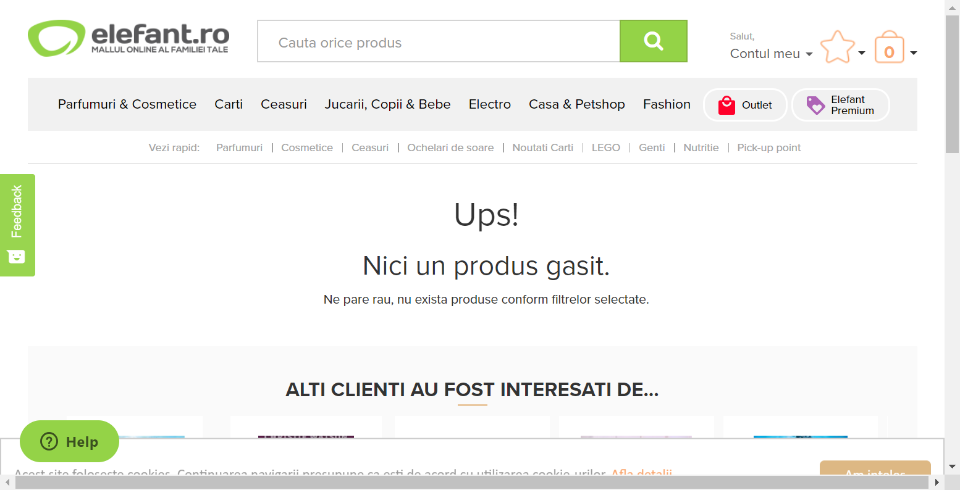 elefant.ro
MALLUL ONLINE AL FAMILIEI TALE
Cauta orice produs
Salut,
Contul meu
0
Parfumuri & Cosmetice Carti Ceasuri Jucarii, Copii & Bebe Electro Casa & Petshop Fashion Outlet Elefant Premium
Vezi rapid: Parfumuri | Cosmetice | Ceasuri | Ochelari de soare | Noutati Carti | LEGO | Genti | Nutritie | Pick-up point
Feedback
Ups!
Nici un produs gasit.
Ne pare rau, nu exista produse conform filtrelor selectate.
ALTI CLIENTI AU FOST INTERESATI DE...
Help
Acest site foloseste cookies. Continuarea navigarii presupune ca esti de acord cu utilizarea cookie-urilor. Afla detalii
Am inteles